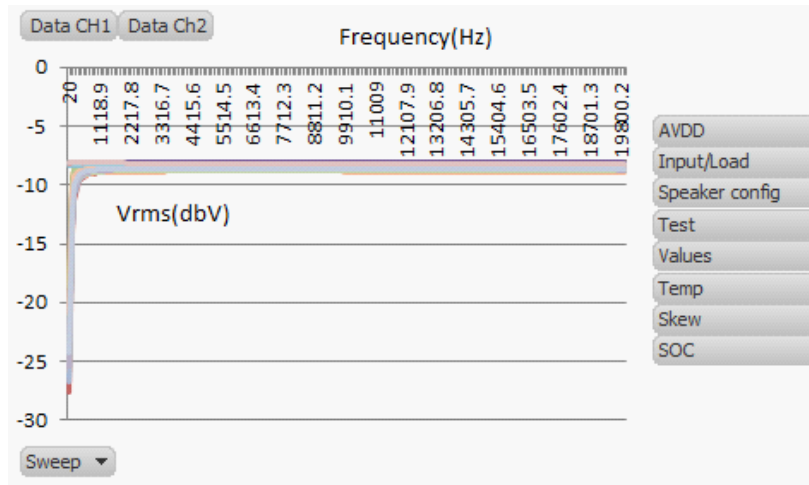 Data CH1 Data Ch2
Frequency(Hz)
0
-5
-10
-15
-20
-25
-30
20
1118.9
2217.8
3316.7
4415.6
5514.5
6613.4
7712.3
8811.2
9910.1
11009
12107.9
13206.8
14305.7
15404.6
16503.5
17602.4
18701.3
19800.2
Vrms(dbV)
AVDD
Input/Load
Speaker config
Test
Values
Temp
Skew
SOC
Sweep